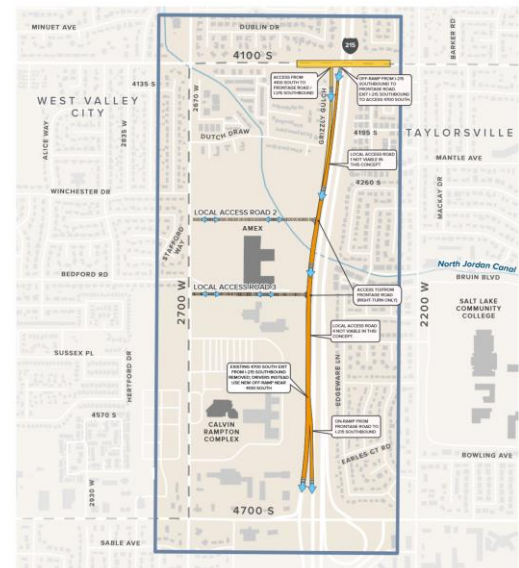 MINUET AVE
DUBLIN DR
BARKER RD
215
4100 S
ACCESS FROM
4100 SOUTH TO
FRONTAGE ROAD /
I-215 SOUTHBOUND
OFF-RAMP FROM I-215
SOUTHBOUND TO
FRONTAGE ROAD.
EXIT I-215 SOUTHBOUND
TO ACCESS 4700 SOUTH
4135 S
2670 W
WEST VALLEY
CITY
ALICE WAY
2835 W
GRIZZLY GULCH
DUTCH DRAW
4195 S
TAYLORSVILLE
LOCAL ACCESS ROAD
1 NOT VIABLE IN
THIS CONCEPT
MANTLE AVE
4260 S
MACKAY DR
WINCHESTER DR
LOCAL ACCESS ROAD 2
STAFFORD
WAY
AMEX
North Jordan Canal
BRUIN BLVD
BEDFORD RD
2700 W
LOCAL ACCESS ROAD 3
ACCESS TO/FROM
FRONTAGE ROAD
(RIGHT-TURN ONLY)
2200 W
SALT LAKE
COMMUNITY
COLLEGE
LOCAL ACCESS ROAD
4 NOT VIABLE IN THIS
CONCEPT
SUSSEX PL
HERTFORD DR
EXISTING 4700 SOUTH EXIT
FROM I-215 SOUTHBOUND
REMOVED; DRIVERS INSTEAD
USE NEW OFF-RAMP NEAR
4100 SOUTH
EDGEWARE LN
4570 S
CALVIN
RAMPTON
COMPLEX
ON-RAMP FROM
FRONTAGE ROAD TO
I-215 SOUTHBOUND
EARLES CT RD
BOWLING AVE
2930 W
4700 S
SABLE AVE